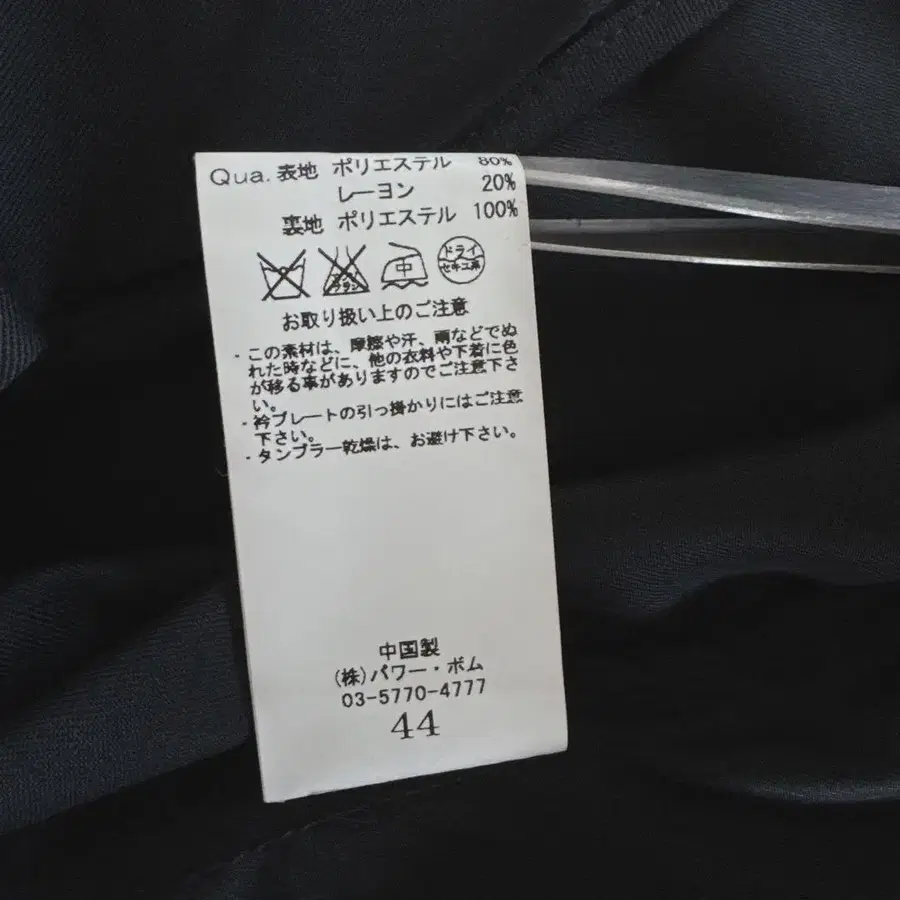 Qua. 表地 ポリエステル 80%
レーヨン 20%
裏地 ポリエステル 100%
中 ドライ
セキユ系
お取り扱い上のご注意
・この素材は、摩擦や汗、雨などでぬ
れた時などに、他の衣料や下着に色
が移る事がありますのでご注意下さ
い。
・衿プレートの引っ掛かりにはご注意
下さい。
・タンブラー乾燥は、お避け下さい。
中国製
(株)パワー・ボム
03-5770-4777
44